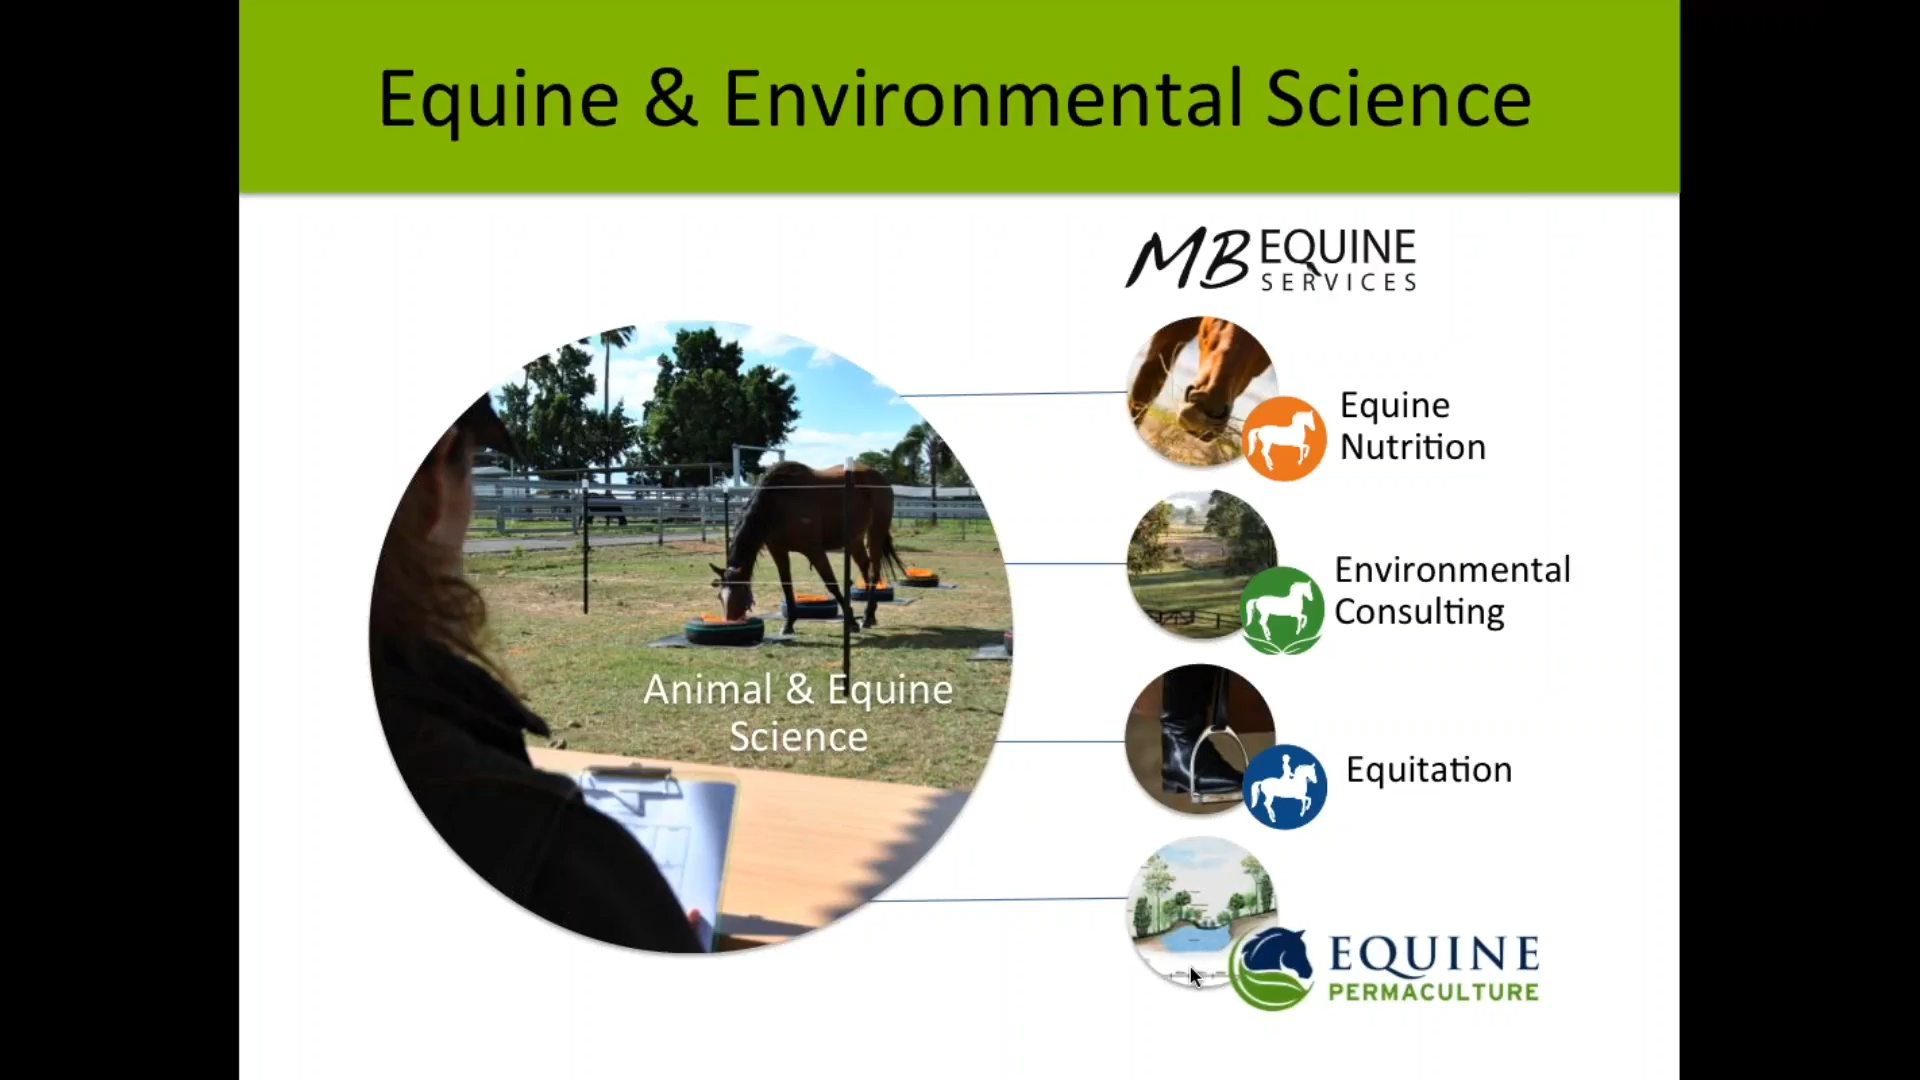 Equine & Environmental Science
MB EQUINE
SERVICES
Equine
Nutrition
Environmental
Consulting
Animal & Equine
Science
Equitation
EQUINE
PERMACULTURE